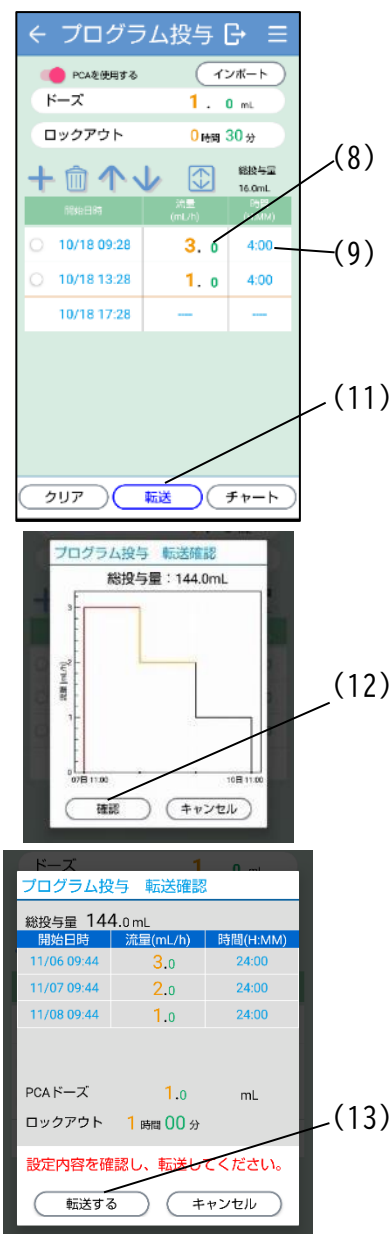 プログラム投与
PCAを使用する インポート
ドーズ 1. 0 mL
ロックアウト 0 時間 30 分
総投与量
16.0mL
開始日時 流量 (mL/h) 時間 (H:MM)
10/18 09:28 3. 0 4:00
10/18 13:28 1. 0 4:00
10/18 17:28 --- ---
(8)
(9)
(11)
クリア 転送 チャート
プログラム投与 転送確認
総投与量：144.0mL
流量 [mL/h]
3
2
1
0
07日 11:00 10日 11:00
確認 キャンセル
(12)
ドーズ 1 0 mL
プログラム投与 転送確認
総投与量 144.0 mL
開始日時 流量(mL/h) 時間(H:MM)
11/06 09:44 3.0 24:00
11/07 09:44 2.0 24:00
11/08 09:44 1.0 24:00
PCAドーズ 1.0 mL
ロックアウト 1 時間 00 分
設定内容を確認し、転送してください。
転送する キャンセル
(13)